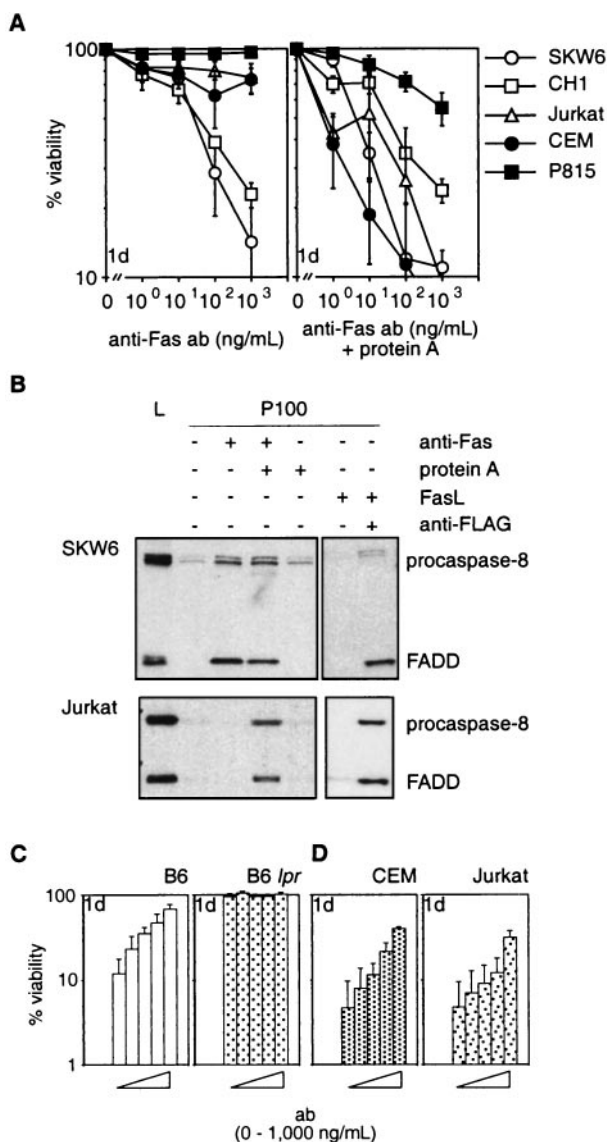 A
100
10
% viability
1d
1d
0 10⁰ 10¹ 10² 10³
anti-Fas ab (ng/mL)
0 10⁰ 10¹ 10² 10³
anti-Fas ab (ng/mL)
+ protein A
SKW6
CH1
Jurkat
CEM
P815
B
L P100
- + + - - - anti-Fas
- - + + - - protein A
- - - - + + FasL
- - - - - + anti-FLAG
SKW6
procaspase-8
FADD
Jurkat
procaspase-8
FADD
C D
B6 B6 lpr CEM Jurkat
100
10
1
% viability
1d 1d 1d 1d
ab
(0 - 1,000 ng/mL)